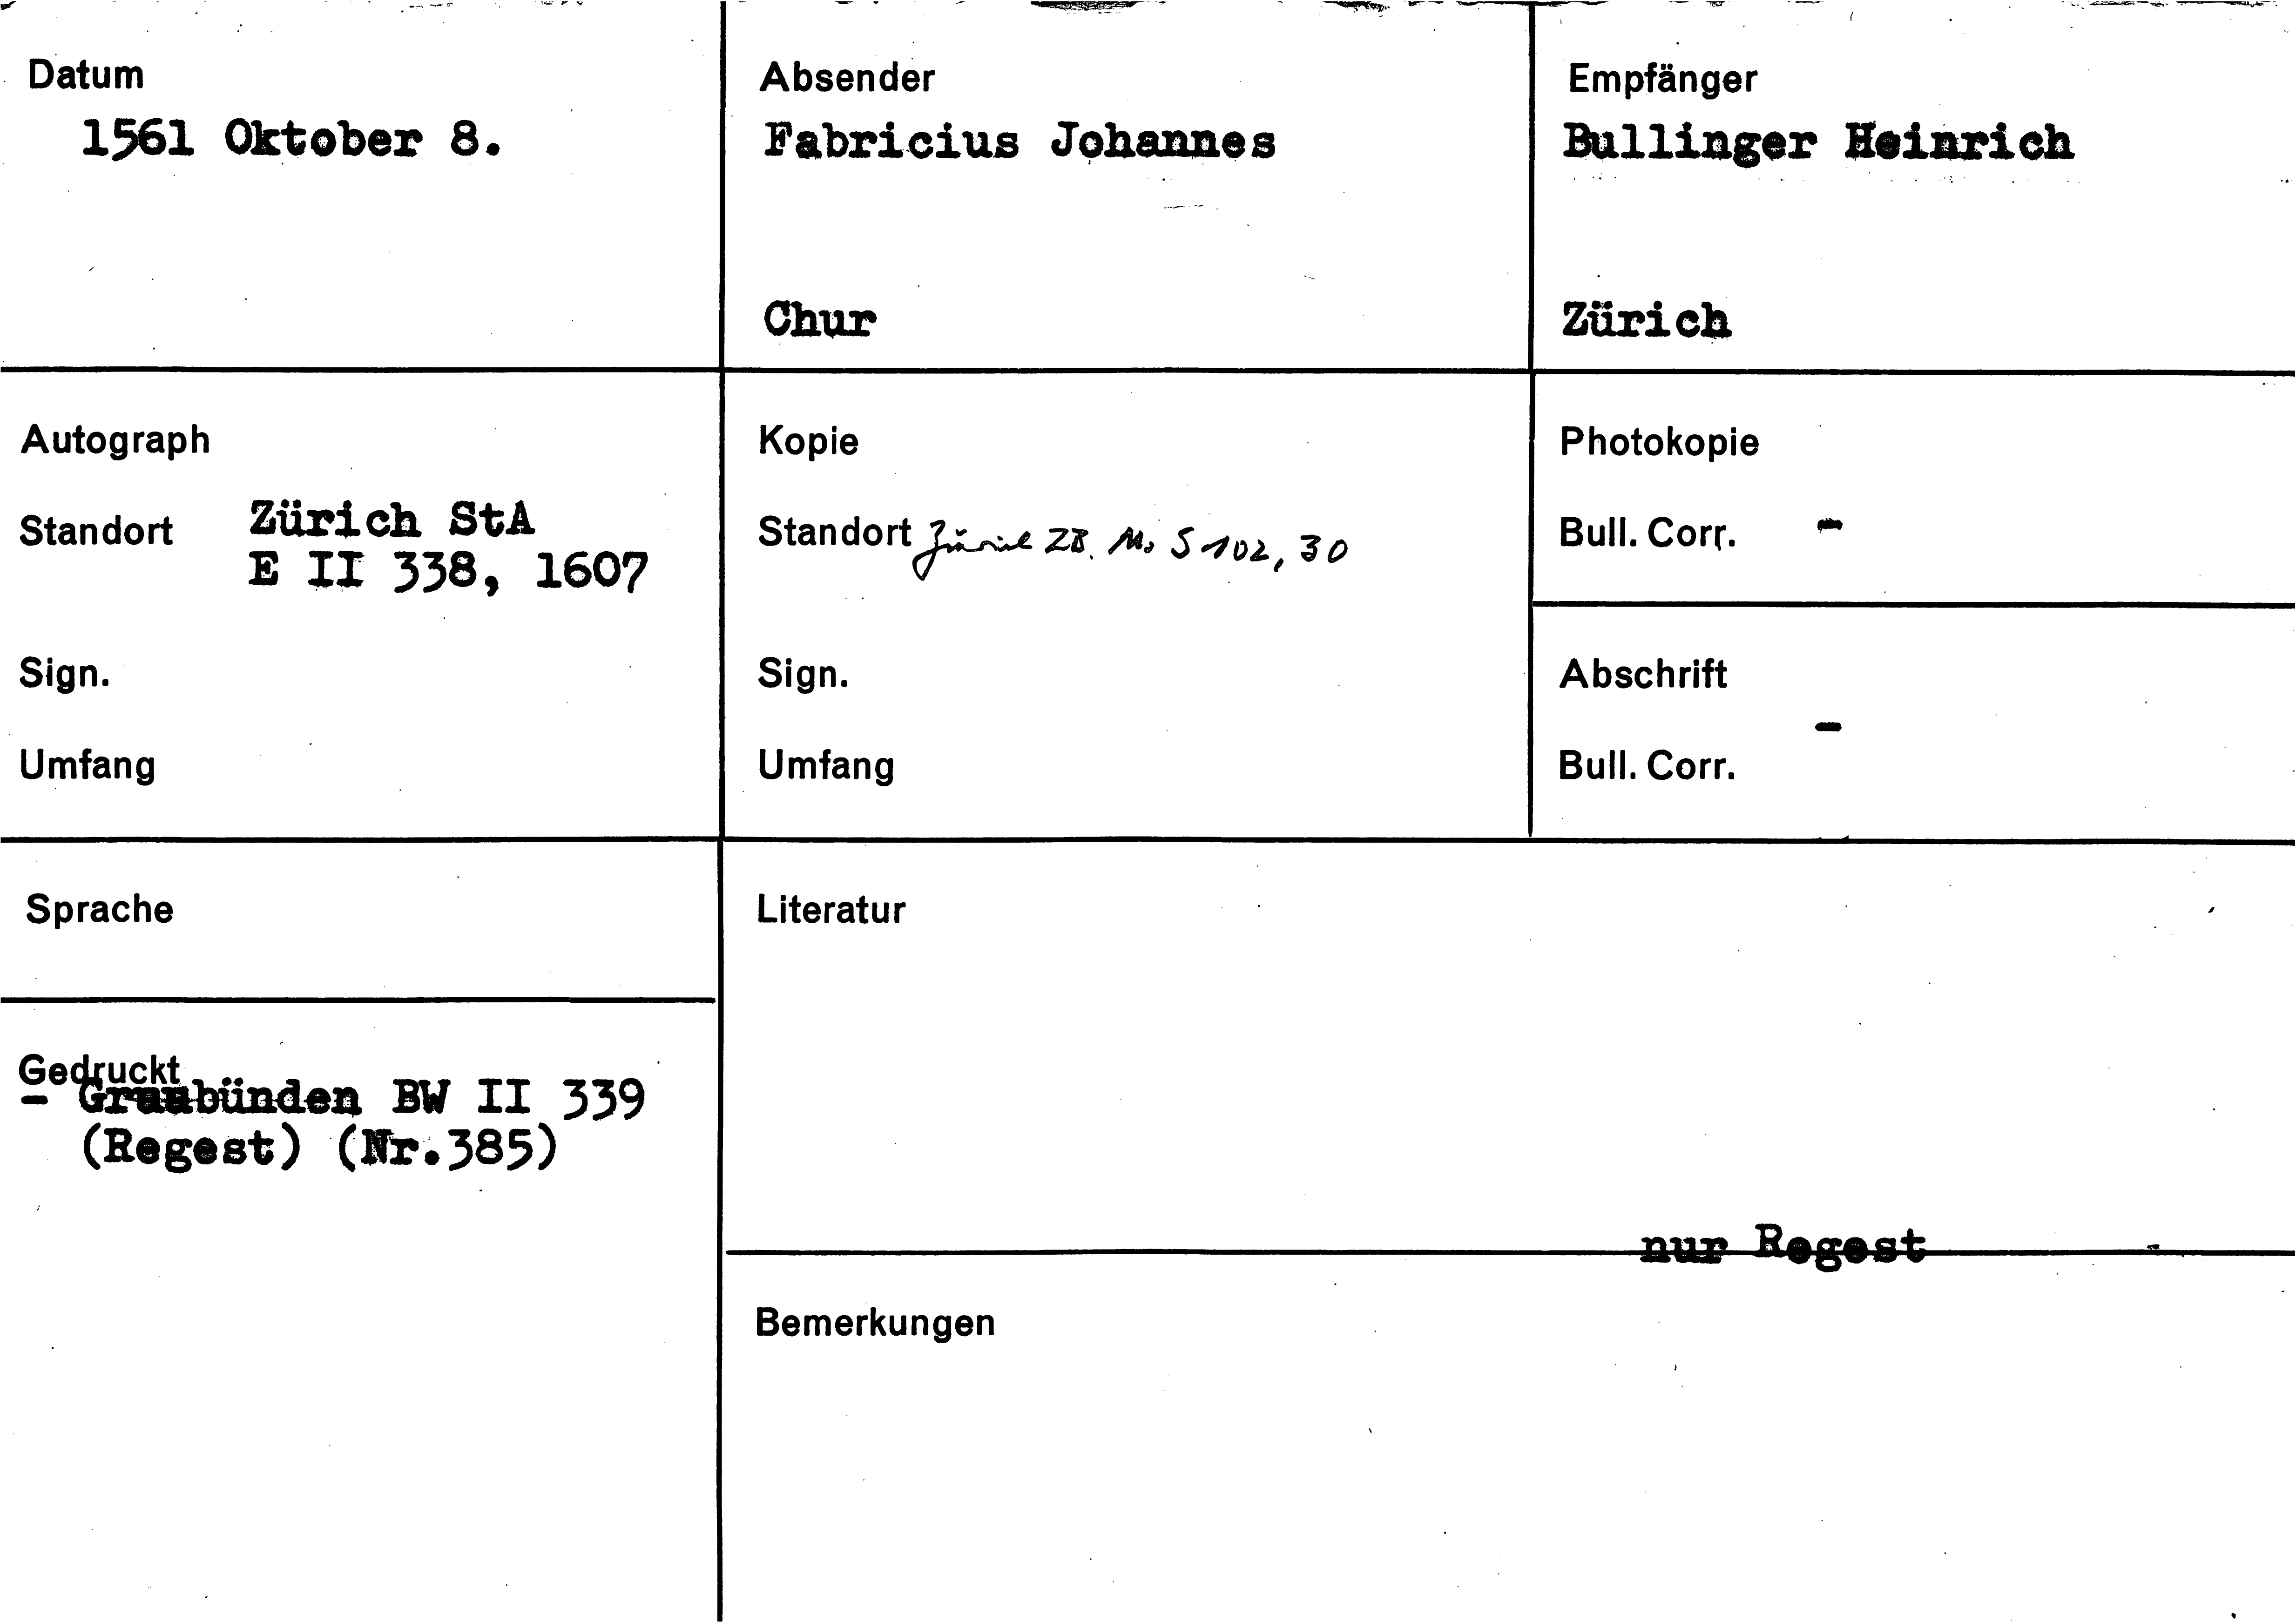 Datum
1561 Oktober 8.
Absender
Fabricius Johannes
Chur
Empfänger
Bullinger Heinrich
Zürich
Autograph
Standort Zürich StA
E II 338, 1607
Sign.
Umfang
Kopie
Standort Zürich ZB. Ms S 102, 30
Sign.
Umfang
Photokopie
Bull. Corr. -
Abschrift
-
Bull. Corr.
Sprache
Gedruckt
- Graubünden BW II 339
(Regest) (Nr.385)
Literatur
nur Regest -
Bemerkungen